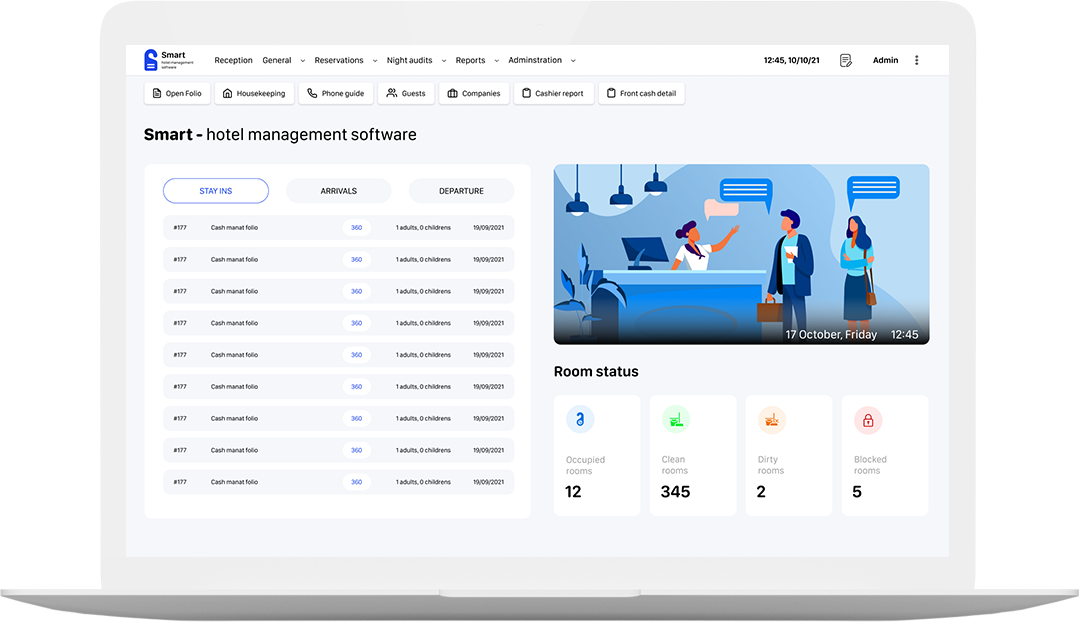 Smart
hotel management
software
Reception General Reservations Night audits Reports Adminstration 12:45, 10/10/21 Admin
Open Folio Housekeeping Phone guide Guests Companies Cashier report Front cash detail
Smart - hotel management software
STAY INS ARRIVALS DEPARTURE
#177 Cash manat folio 360 1 adults, 0 childrens 19/09/2021
#177 Cash manat folio 360 1 adults, 0 childrens 19/09/2021
#177 Cash manat folio 360 1 adults, 0 childrens 19/09/2021
#177 Cash manat folio 360 1 adults, 0 childrens 19/09/2021
#177 Cash manat folio 360 1 adults, 0 childrens 19/09/2021
#177 Cash manat folio 360 1 adults, 0 childrens 19/09/2021
#177 Cash manat folio 360 1 adults, 0 childrens 19/09/2021
#177 Cash manat folio 360 1 adults, 0 childrens 19/09/2021
#177 Cash manat folio 360 1 adults, 0 childrens 19/09/2021
17 October, Friday 12:45
Room status
Occupied
rooms
12
Clean
rooms
345
Dirty
rooms
2
Blocked
rooms
5